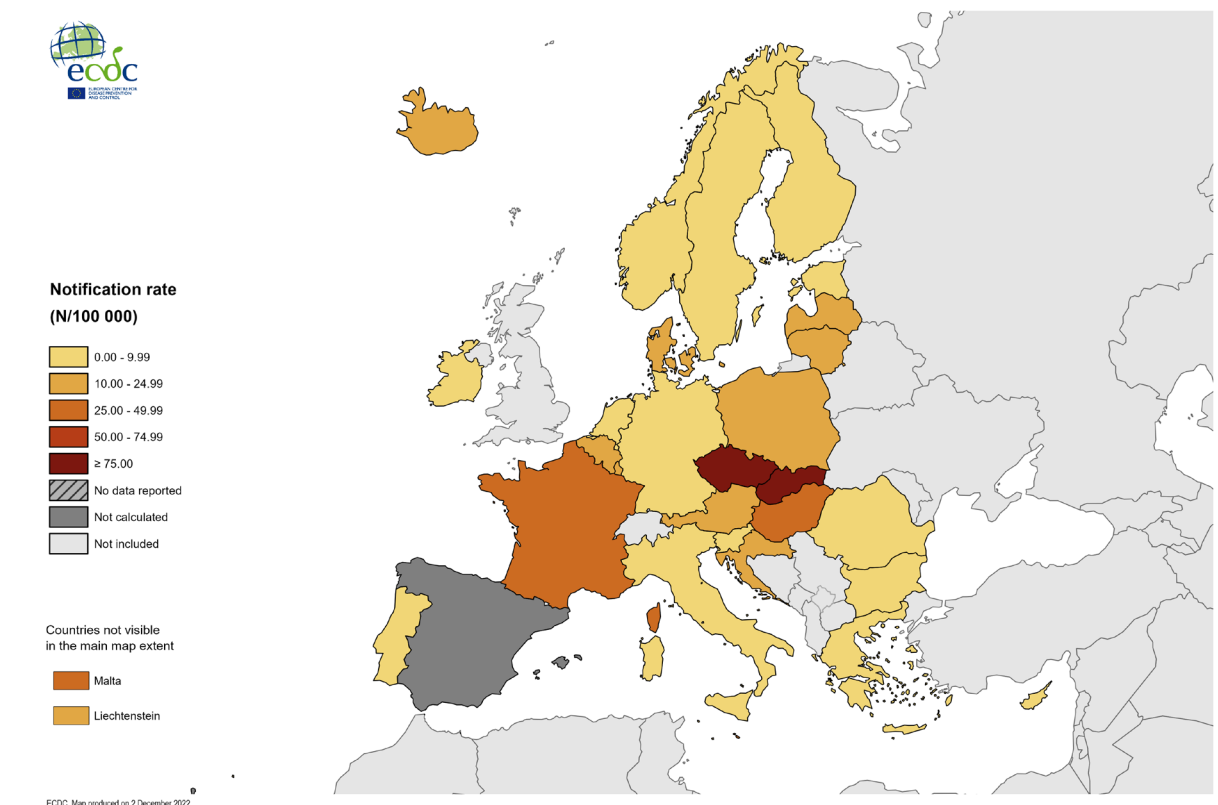 ecdc
EUROPEAN CENTRE FOR
DISEASE PREVENTION
AND CONTROL
Notification rate
(N/100 000)
0.00 - 9.99
10.00 - 24.99
25.00 - 49.99
50.00 - 74.99
≥ 75.00
No data reported
Not calculated
Not included
Countries not visible
in the main map extent
Malta
Liechtenstein
ECDC. Map produced on 2 December 2022